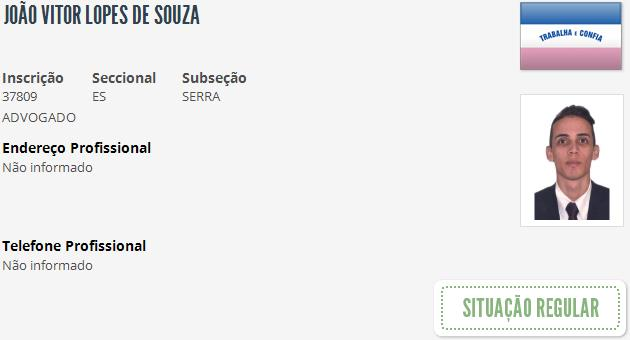 JOÃO VITOR LOPES DE SOUZA
TRABALHA E CONFIA
Inscrição Seccional Subseção
37809 ES SERRA
ADVOGADO
Endereço Profissional
Não informado
Telefone Profissional
Não informado
SITUAÇÃO REGULAR